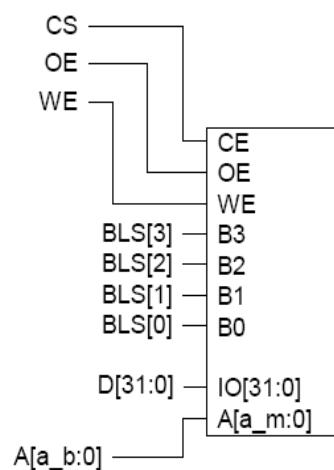 CS
OE
WE
CE
OE
WE
BLS[3] B3
BLS[2] B2
BLS[1] B1
BLS[0] B0
D[31:0] IO[31:0]
A[a_m:0]
A[a_b:0]